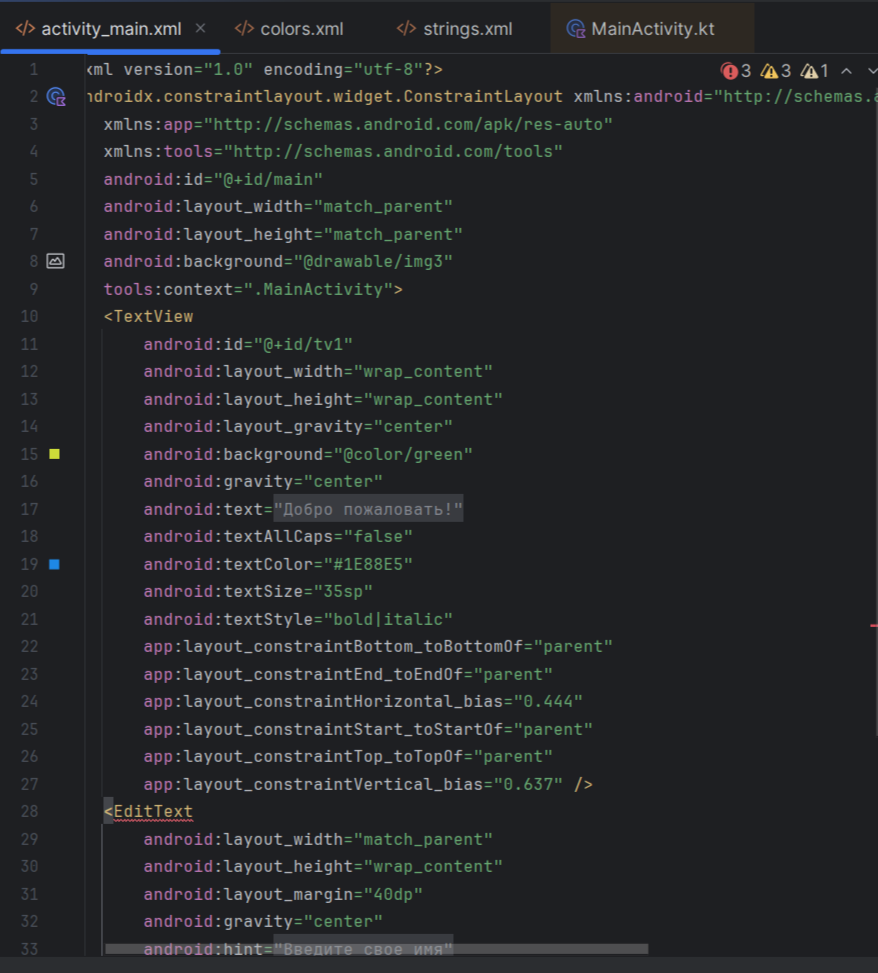 activity_main.xml × colors.xml strings.xml MainActivity.kt
1 xml version="1.0" encoding="utf-8"?> 3 3 1
2 ndroidx.constraintlayout.widget.ConstraintLayout xmlns:android="http://schemas.a
3 xmlns:app="http://schemas.android.com/apk/res-auto"
4 xmlns:tools="http://schemas.android.com/tools"
5 android:id="@+id/main"
6 android:layout_width="match_parent"
7 android:layout_height="match_parent"
8 android:background="@drawable/img3"
9 tools:context=".MainActivity">
10 <TextView
11 android:id="@+id/tv1"
12 android:layout_width="wrap_content"
13 android:layout_height="wrap_content"
14 android:layout_gravity="center"
15 android:background="@color/green"
16 android:gravity="center"
17 android:text="Добро пожаловать!"
18 android:textAllCaps="false"
19 android:textColor="#1E88E5"
20 android:textSize="35sp"
21 android:textStyle="bold|italic"
22 app:layout_constraintBottom_toBottomOf="parent"
23 app:layout_constraintEnd_toEndOf="parent"
24 app:layout_constraintHorizontal_bias="0.444"
25 app:layout_constraintStart_toStartOf="parent"
26 app:layout_constraintTop_toTopOf="parent"
27 app:layout_constraintVertical_bias="0.637" />
28 <EditText
29 android:layout_width="match_parent"
30 android:layout_height="wrap_content"
31 android:layout_margin="40dp"
32 android:gravity="center"
33 android:hint="Введите свое имя"